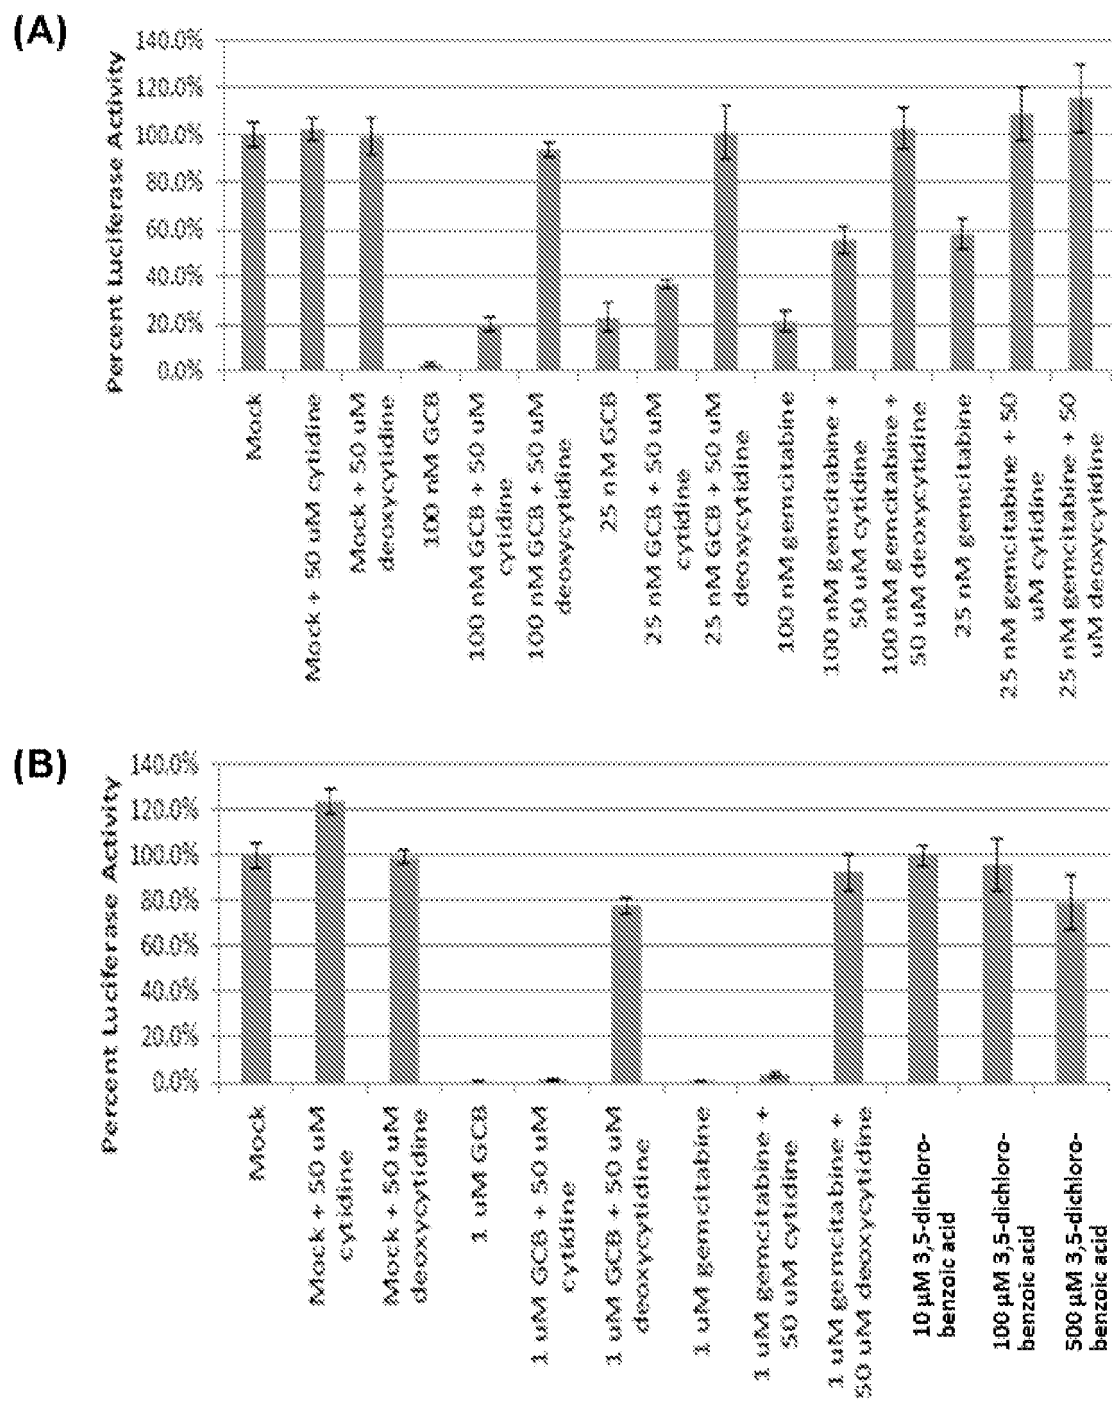 (A)
Percent Luciferase Activity
140.0%
120.0%
100.0%
80.0%
60.0%
40.0%
20.0%
0.0%
Mock
Mock + 50 uM cytidine
Mock + 50 uM
deoxycytidine
100 nM GCB
100 nM GCB + 50 uM
cytidine
100 nM GCB + 50 uM
deoxycytidine
25 nM GCB
25 nM GCB + 50 uM
cytidine
25 nM GCB + 50 uM
deoxycytidine
100 nM gemcitabine
100 nM gemcitabine +
50 uM cytidine
100 nM gemcitabine +
50 uM deoxycytidine
25 nM gemcitabine
25 nM gemcitabine + 50
uM cytidine
25 nM gemcitabine + 50
uM deoxycytidine
(B)
Percent Luciferase Activity
140.0%
120.0%
100.0%
80.0%
60.0%
40.0%
20.0%
0.0%
Mock
Mock + 50 uM
cytidine
Mock + 50 uM
deoxycytidine
1 uM GCB
1 uM GCB + 50 uM
cytidine
1 uM GCB + 50 uM
deoxycytidine
1 uM gemcitabine
1 uM gemcitabine +
50 uM cytidine
1 uM gemcitabine +
50 uM deoxycytidine
10 µM 3,5-dichloro-
benzoic acid
100 µM 3,5-dichloro-
benzoic acid
500 µM 3,5-dichloro-
benzoic acid